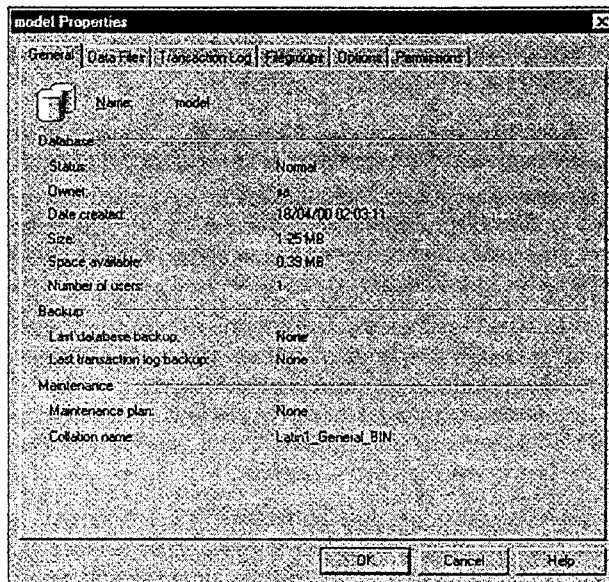 model Properties
General Data Files Transaction Log Filegroups Options Permissions
Name: model
Database
Status: Normal
Owner: sa
Date created: 18/04/00 02:03:11
Size: 1.25 MB
Space available: 0.39 MB
Number of users: 1
Backup
Last database backup: None
Last transaction log backup: None
Maintenance
Maintenance plan: None
Collation name: Latin1_General_BIN
OK Cancel Help